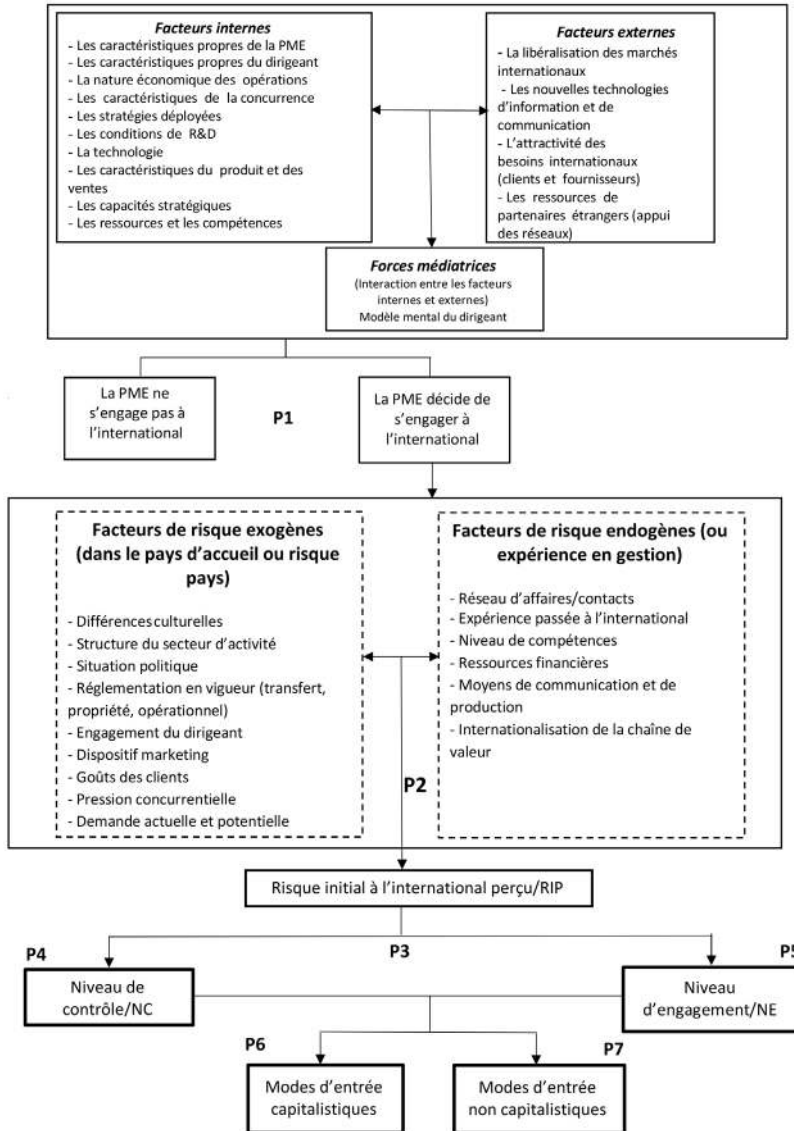 Facteurs internes
- Les caractéristiques propres de la PME
- Les caractéristiques propres du dirigeant
- La nature économique des opérations
- Les caractéristiques de la concurrence
- Les stratégies déployées
- Les conditions de R&D
- La technologie
- Les caractéristiques du produit et des
ventes
- Les capacités stratégiques
- Les ressources et les compétences
Facteurs externes
- La libéralisation des marchés
internationaux
- Les nouvelles technologies
d'information et de
communication
- L'attractivité des
besoins internationaux
(clients et fournisseurs)
- Les ressources de
partenaires étrangers (appui
des réseaux)
Forces médiatrices
(Interaction entre les facteurs
internes et externes)
Modèle mental du dirigeant
La PME ne
s'engage pas à
l'international
P1
La PME décide de
s'engager à
l'international
Facteurs de risque exogènes
(dans le pays d'accueil ou risque
pays)
- Différences culturelles
- Structure du secteur d'activité
- Situation politique
- Réglementation en vigueur (transfert,
propriété, opérationnel)
- Engagement du dirigeant
- Dispositif marketing
- Goûts des clients
- Pression concurrentielle
- Demande actuelle et potentielle
Facteurs de risque endogènes (ou
expérience en gestion)
- Réseau d'affaires/contacts
- Expérience passée à l'international
- Niveau de compétences
- Ressources financières
- Moyens de communication et de
production
- Internationalisation de la chaîne de
valeur
P2
Risque initial à l'international perçu/RIP
P4
P3
P5
Niveau de
contrôle/NC
Niveau
d'engagement/NE
P6
P7
Modes d'entrée
capitalistiques
Modes d'entrée
non capitalistiques